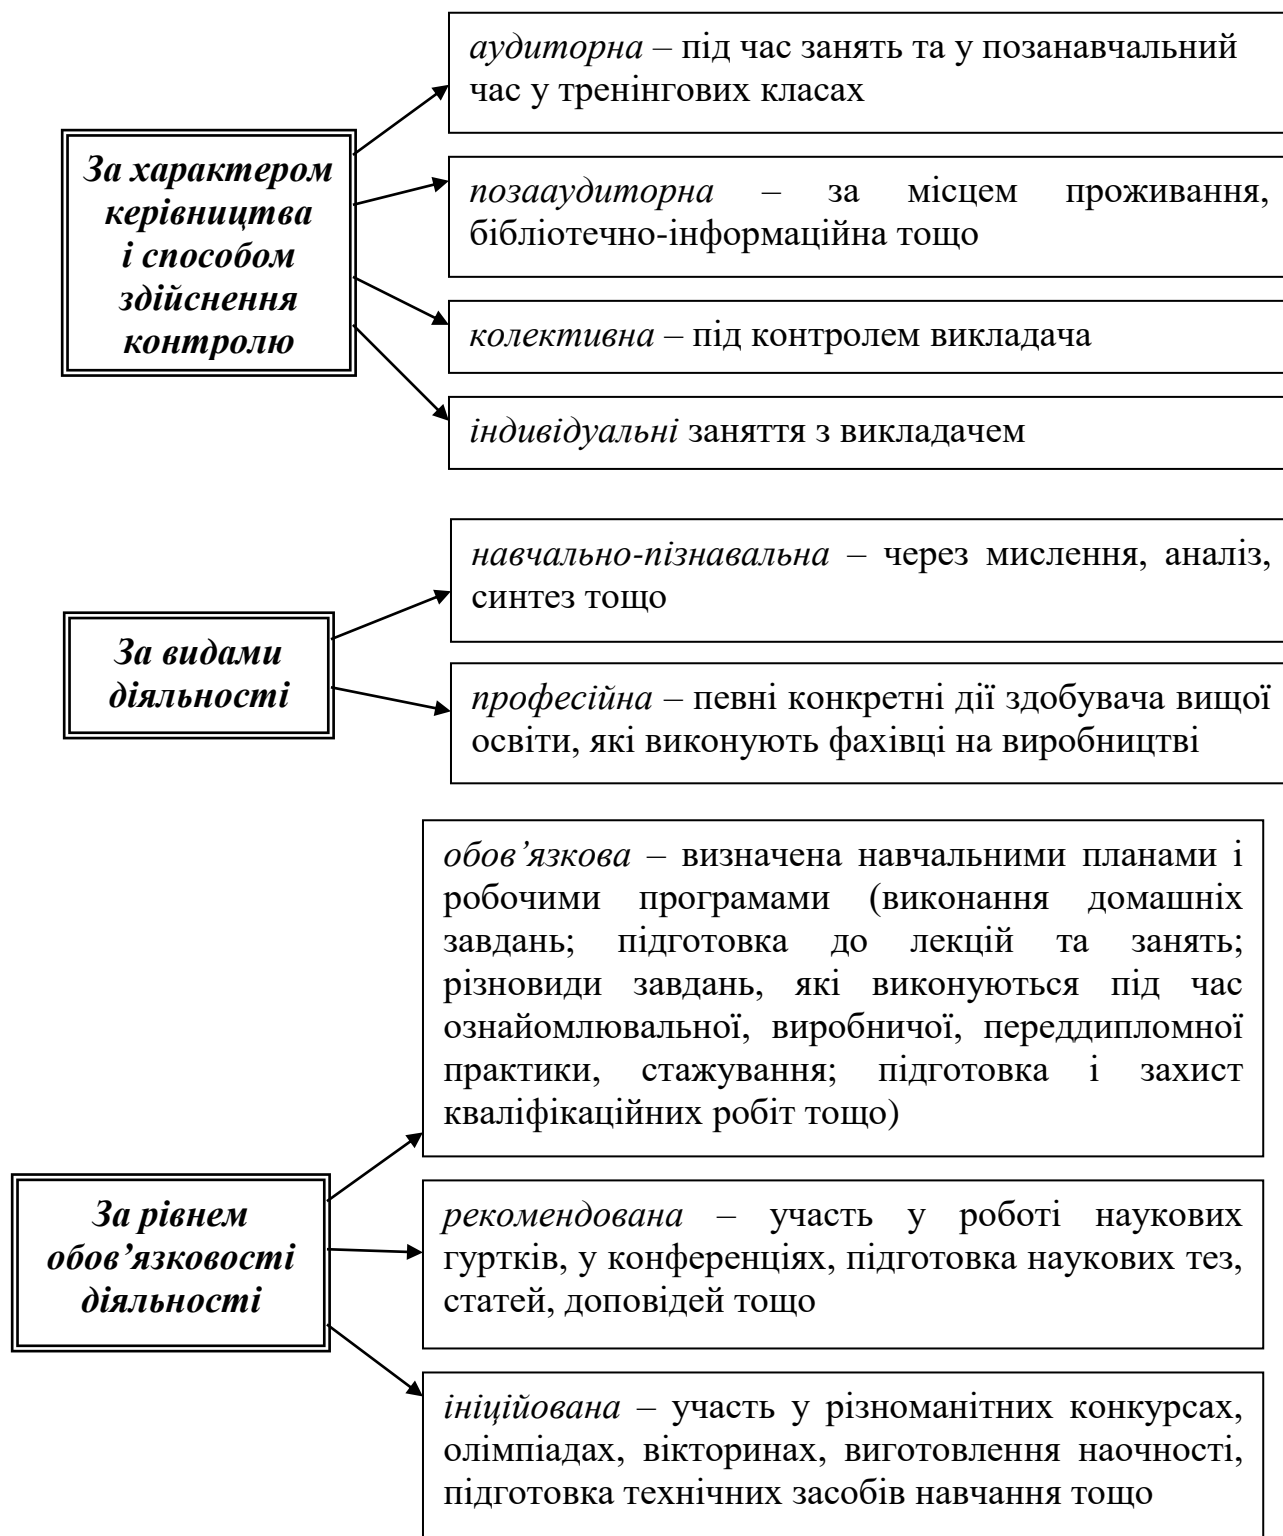 аудиторна – під час занять та у позанавчальний
час у тренінгових класах
За характером
керівництва
і способом
здійснення
контролю
позааудиторна – за місцем проживання,
бібліотечно-інформаційна тощо
колективна – під контролем викладача
індивідуальні заняття з викладачем
навчально-пізнавальна – через мислення, аналіз,
синтез тощо
За видами
діяльності
професійна – певні конкретні дії здобувача вищої
освіти, які виконують фахівці на виробництві
обов’язкова – визначена навчальними планами і
робочими програмами (виконання домашніх
завдань; підготовка до лекцій та занять;
різновиди завдань, які виконуються під час
ознайомлювальної, виробничої, переддипломної
практики, стажування; підготовка і захист
кваліфікаційних робіт тощо)
За рівнем
обов’язковості
діяльності
рекомендована – участь у роботі наукових
гуртків, у конференціях, підготовка наукових тез,
статей, доповідей тощо
ініційована – участь у різноманітних конкурсах,
олімпіадах, вікторинах, виготовлення наочності,
підготовка технічних засобів навчання тощо